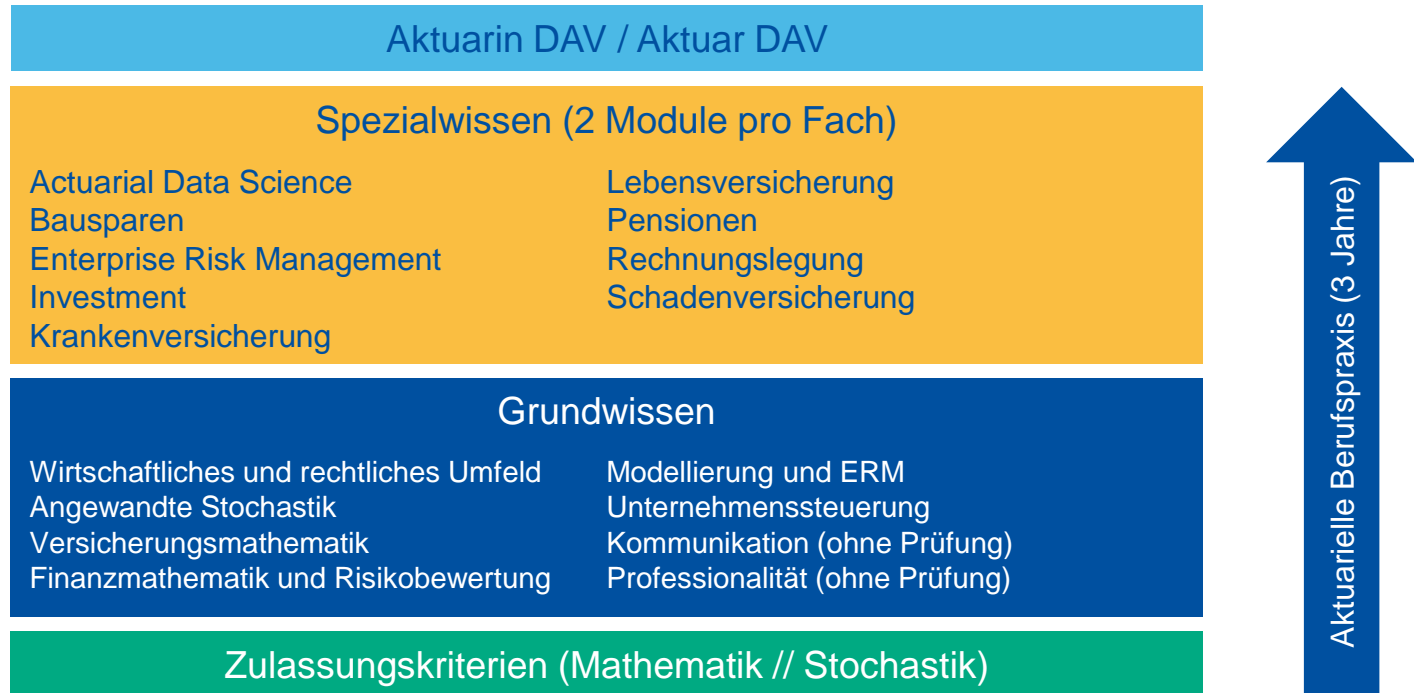 Aktuarin DAV / Aktuar DAV
Spezialwissen (2 Module pro Fach)
Actuarial Data Science
Bausparen
Enterprise Risk Management
Investment
Krankenversicherung
Lebensversicherung
Pensionen
Rechnungslegung
Schadenversicherung
Grundwissen
Wirtschaftliches und rechtliches Umfeld
Angewandte Stochastik
Versicherungsmathematik
Finanzmathematik und Risikobewertung
Modellierung und ERM
Unternehmenssteuerung
Kommunikation (ohne Prüfung)
Professionalität (ohne Prüfung)
Zulassungskriterien (Mathematik // Stochastik)
Aktuarielle Berufspraxis (3 Jahre)